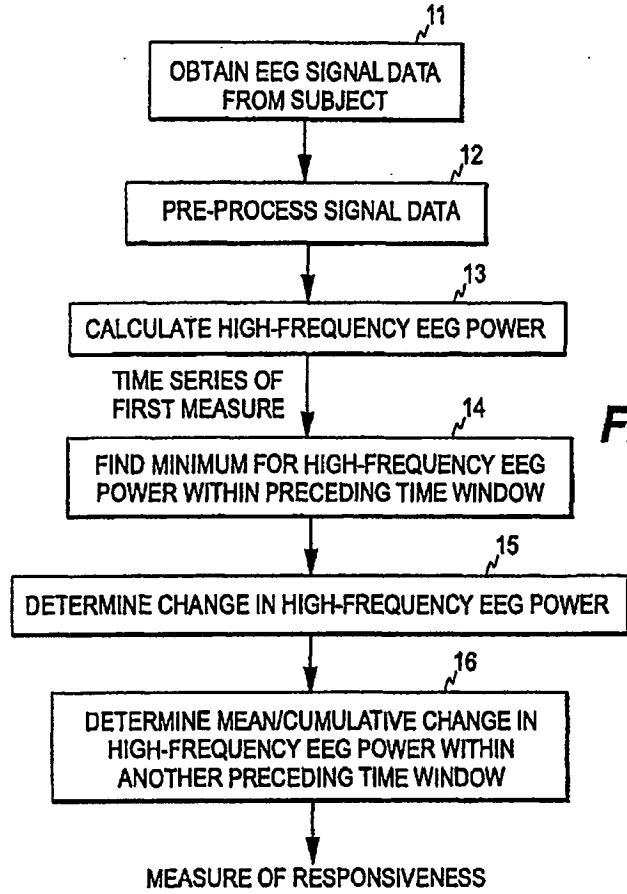 11
OBTAIN EEG SIGNAL DATA
FROM SUBJECT
12
PRE-PROCESS SIGNAL DATA
13
CALCULATE HIGH-FREQUENCY EEG POWER
TIME SERIES OF
FIRST MEASURE
14
FIND MINIMUM FOR HIGH-FREQUENCY EEG
POWER WITHIN PRECEDING TIME WINDOW
15
DETERMINE CHANGE IN HIGH-FREQUENCY EEG POWER
16
DETERMINE MEAN/CUMULATIVE CHANGE IN
HIGH-FREQUENCY EEG POWER WITHIN
ANOTHER PRECEDING TIME WINDOW
MEASURE OF RESPONSIVENESS